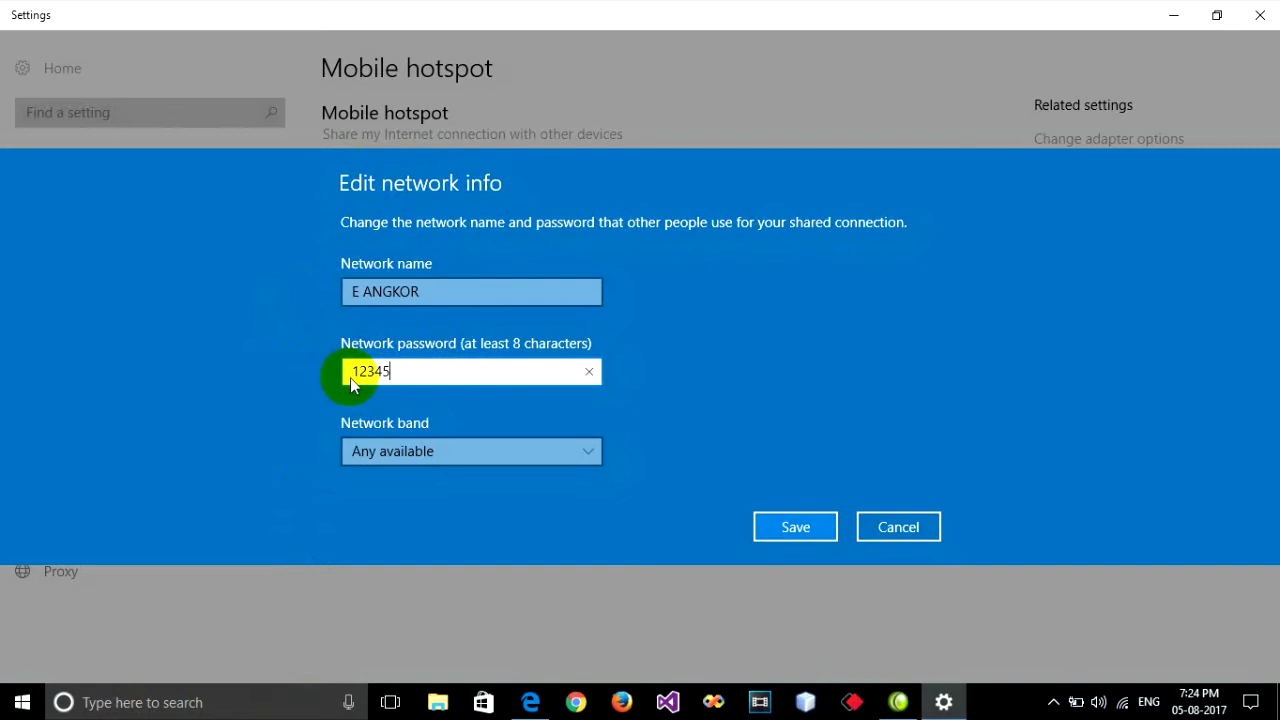 Settings
Home
Find a setting
Mobile hotspot
Mobile hotspot
Share my Internet connection with other devices
Related settings
Change adapter options
Edit network info
Change the network name and password that other people use for your shared connection.
Network name
E ANGKOR
Network password (at least 8 characters)
12345
Network band
Any available
Save
Cancel
Proxy
Type here to search
ENG
7:24 PM
05-08-2017